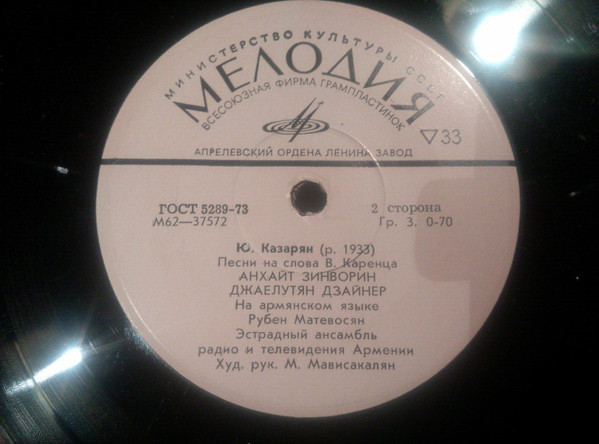 МИНИСТЕРСТВО КУЛЬТУРЫ СССР
МЕЛОДИЯ
ВСЕСОЮЗНАЯ ФИРМА ГРАМПЛАСТИНОК
▽33
АПРЕЛЕВСКИЙ ОРДЕНА ЛЕНИНА ЗАВОД
ГОСТ 5289-73 2 сторона
М62—37572 Гр. 3. 0-70
Ю. Казарян (р. 1933)
Песни на слова В. Каренца
АНХАЙТ ЗИНВОРИН
ДЖАЕЛУТЯН ДЗАЙНЕР
На армянском языке
Рубен Матевосян
Эстрадный ансамбль
радио и телевидения Армении
Худ. рук. М. Мависакалян